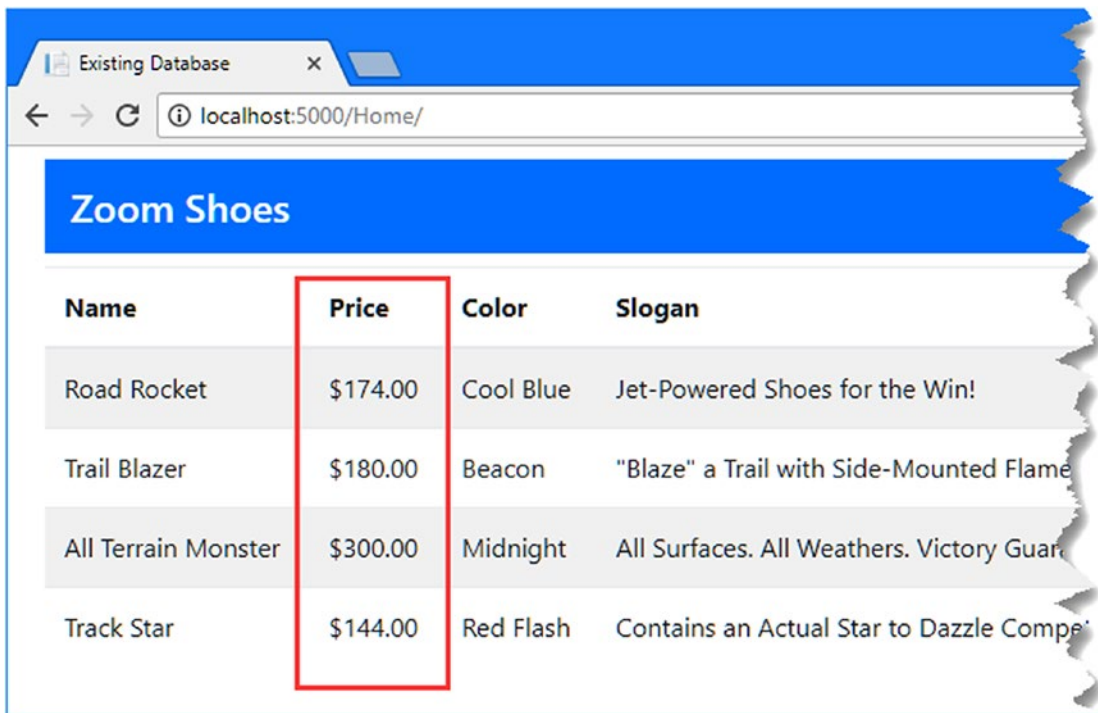 Existing Database
localhost:5000/Home/
Zoom Shoes
Name Price Color Slogan
Road Rocket $174.00 Cool Blue Jet-Powered Shoes for the Win!
Trail Blazer $180.00 Beacon "Blaze" a Trail with Side-Mounted Flame
All Terrain Monster $300.00 Midnight All Surfaces. All Weathers. Victory
Track Star $144.00 Red Flash Contains an Actual Star to Dazzle